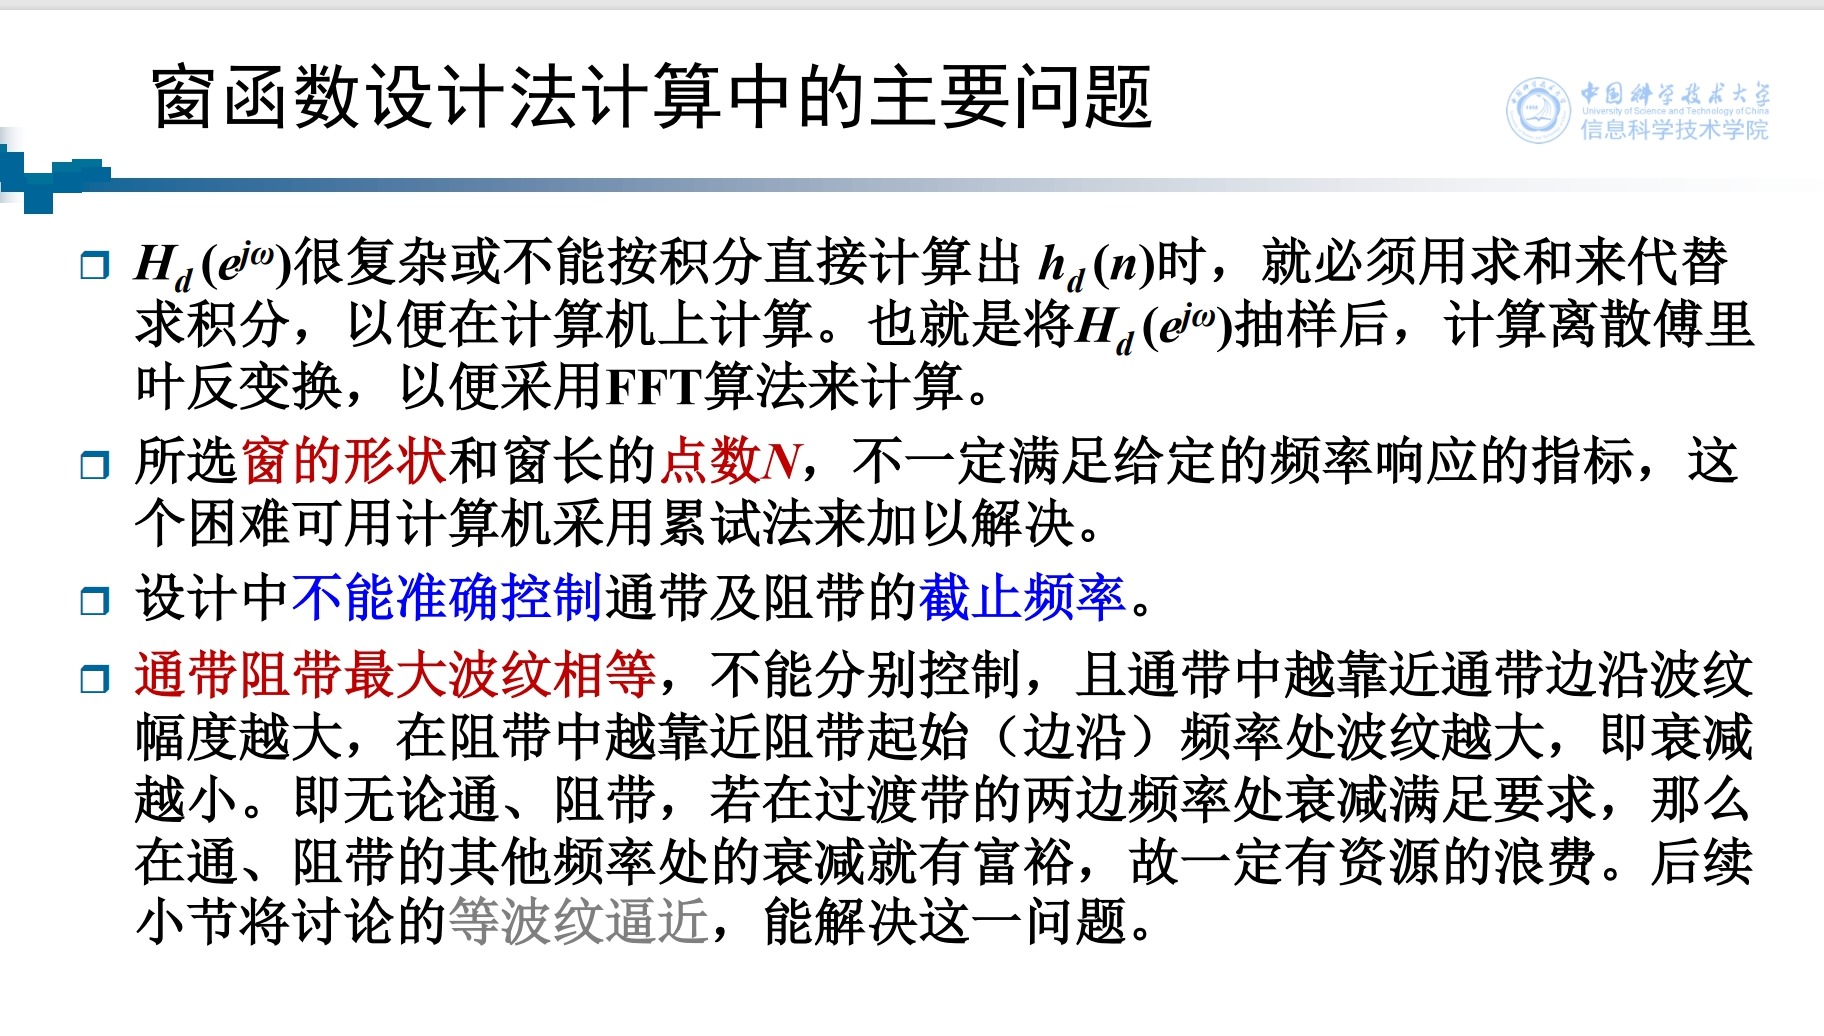 窗函数设计法计算中的主要问题
中国科学技术大学
University of Science and Technology of China
信息科学技术学院
H_d(e^{jω})很复杂或不能按积分直接计算出 h_d(n)时，就必须用求和来代替
求积分，以便在计算机上计算。也就是将H_d(e^{jω})抽样后，计算离散傅里
叶反变换，以便采用FFT算法来计算。
所选窗的形状和窗长的点数N，不一定满足给定的频率响应的指标，这
个困难可用计算机采用累试法来加以解决。
设计中不能准确控制通带及阻带的截止频率。
通带阻带最大波纹相等，不能分别控制，且通带中越靠近通带边沿波纹
幅度越大，在阻带中越靠近阻带起始（边沿）频率处波纹越大，即衰减
越小。即无论通、阻带，若在过渡带的两边频率处衰减满足要求，那么
在通、阻带的其他频率处的衰减就有富裕，故一定有资源的浪费。后续
小节将讨论的等波纹逼近，能解决这一问题。